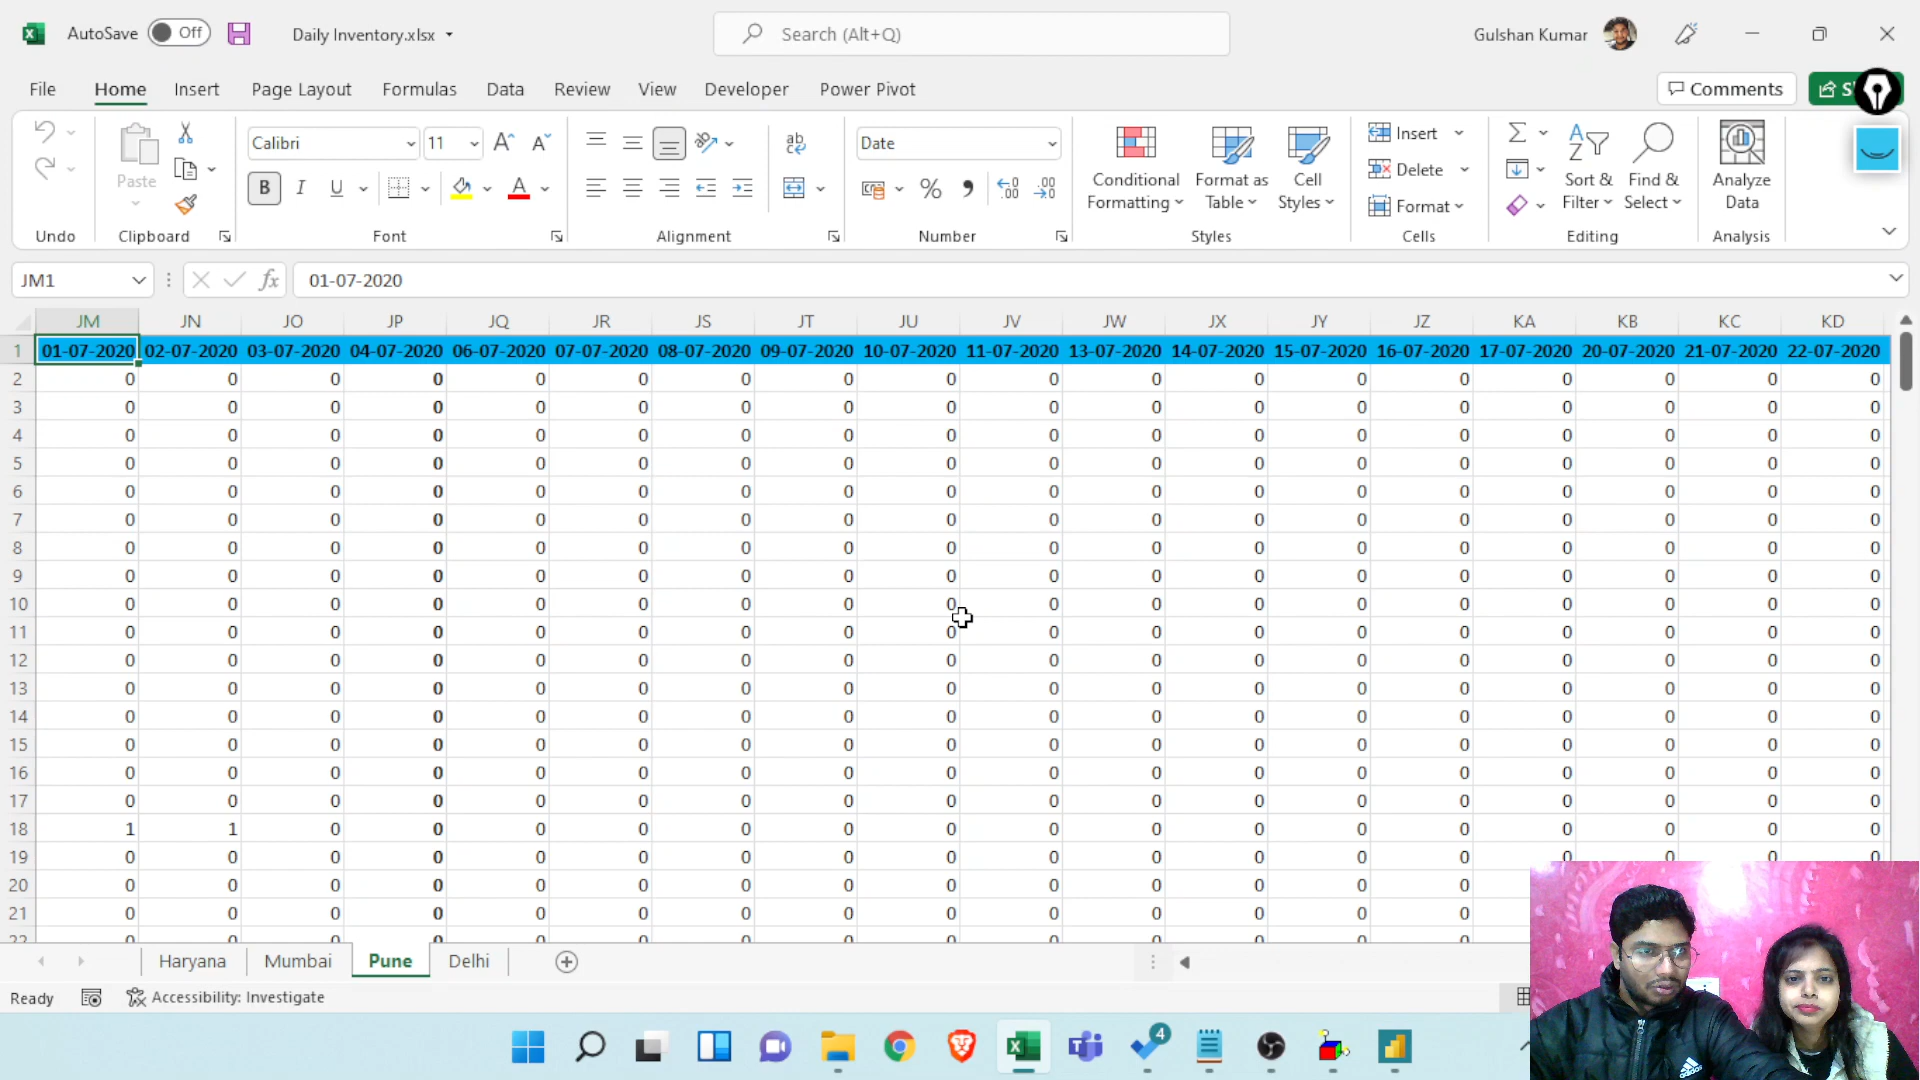 AutoSave Off Daily Inventory.xlsx Search (Alt+Q) Gulshan Kumar
File Home Insert Page Layout Formulas Data Review View Developer Power Pivot Comments
Paste Calibri 11 ab Date Conditional Formatting Format as Table Cell Styles Insert Delete Format Sort & Filter Find & Select Analyze Data
B I U A % .00
Undo Clipboard Font Alignment Number Styles Cells Editing Analysis
JM1 fx 01-07-2020
JM JN JO JP JQ JR JS JT JU JV JW JX JY JZ KA KB KC KD
1 01-07-2020 02-07-2020 03-07-2020 04-07-2020 06-07-2020 07-07-2020 08-07-2020 09-07-2020 10-07-2020 11-07-2020 13-07-2020 14-07-2020 15-07-2020 16-07-2020 17-07-2020 20-07-2020 21-07-2020 22-07-2020
2 0 0 0 0 0 0 0 0 0 0 0 0 0 0 0 0 0 0
3 0 0 0 0 0 0 0 0 0 0 0 0 0 0 0 0 0 0
4 0 0 0 0 0 0 0 0 0 0 0 0 0 0 0 0 0 0
5 0 0 0 0 0 0 0 0 0 0 0 0 0 0 0 0 0 0
6 0 0 0 0 0 0 0 0 0 0 0 0 0 0 0 0 0 0
7 0 0 0 0 0 0 0 0 0 0 0 0 0 0 0 0 0 0
8 0 0 0 0 0 0 0 0 0 0 0 0 0 0 0 0 0 0
9 0 0 0 0 0 0 0 0 0 0 0 0 0 0 0 0 0 0
10 0 0 0 0 0 0 0 0 0 0 0 0 0 0 0 0 0 0
11 0 0 0 0 0 0 0 0 0 0 0 0 0 0 0 0 0 0
12 0 0 0 0 0 0 0 0 0 0 0 0 0 0 0 0 0 0
13 0 0 0 0 0 0 0 0 0 0 0 0 0 0 0 0 0 0
14 0 0 0 0 0 0 0 0 0 0 0 0 0 0 0 0 0 0
15 0 0 0 0 0 0 0 0 0 0 0 0 0 0 0 0 0 0
16 0 0 0 0 0 0 0 0 0 0 0 0 0 0 0 0 0 0
17 0 0 0 0 0 0 0 0 0 0 0 0 0 0 0 0 0 0
18 1 1 0 0 0 0 0 0 0 0 0 0 0 0 0 0 0 0
19 0 0 0 0 0 0 0 0 0 0 0 0 0 0 0 0 0 0
20 0 0 0 0 0 0 0 0 0 0 0 0 0 0
21 0 0 0 0 0 0 0 0 0 0 0 0 0 0
22 0 0 0 0 0 0 0 0 0 0 0 0 0 0
Haryana Mumbai Pune Delhi
Ready Accessibility: Investigate
4